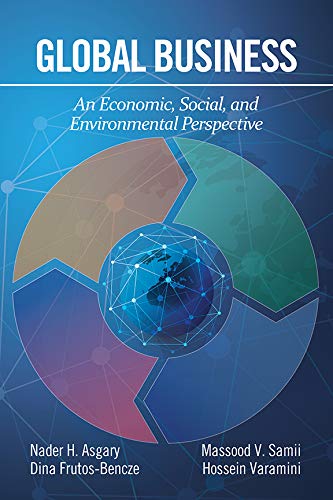 GLOBAL BUSINESS
An Economic, Social, and
Environmental Perspective
Nader H. Asgary
Dina Frutos-Bencze
Massood V. Samii
Hossein Varamini